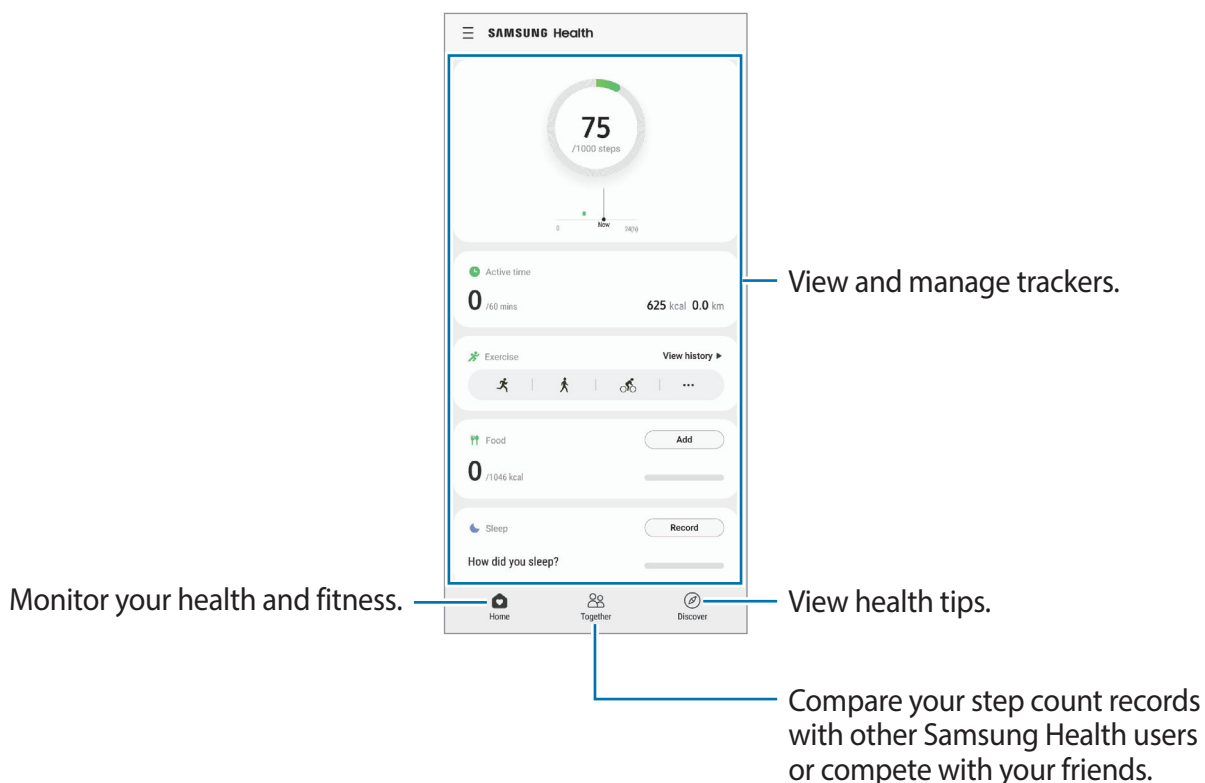 SAMSUNG Health
75
/1000 steps
0 Now 24(h)
Active time
0 /60 mins 625 kcal 0.0 km
View and manage trackers.
Exercise View history
Food Add
0 /1046 kcal
Sleep Record
How did you sleep?
Monitor your health and fitness.
Home Together Discover
View health tips.
Compare your step count records
with other Samsung Health users
or compete with your friends.